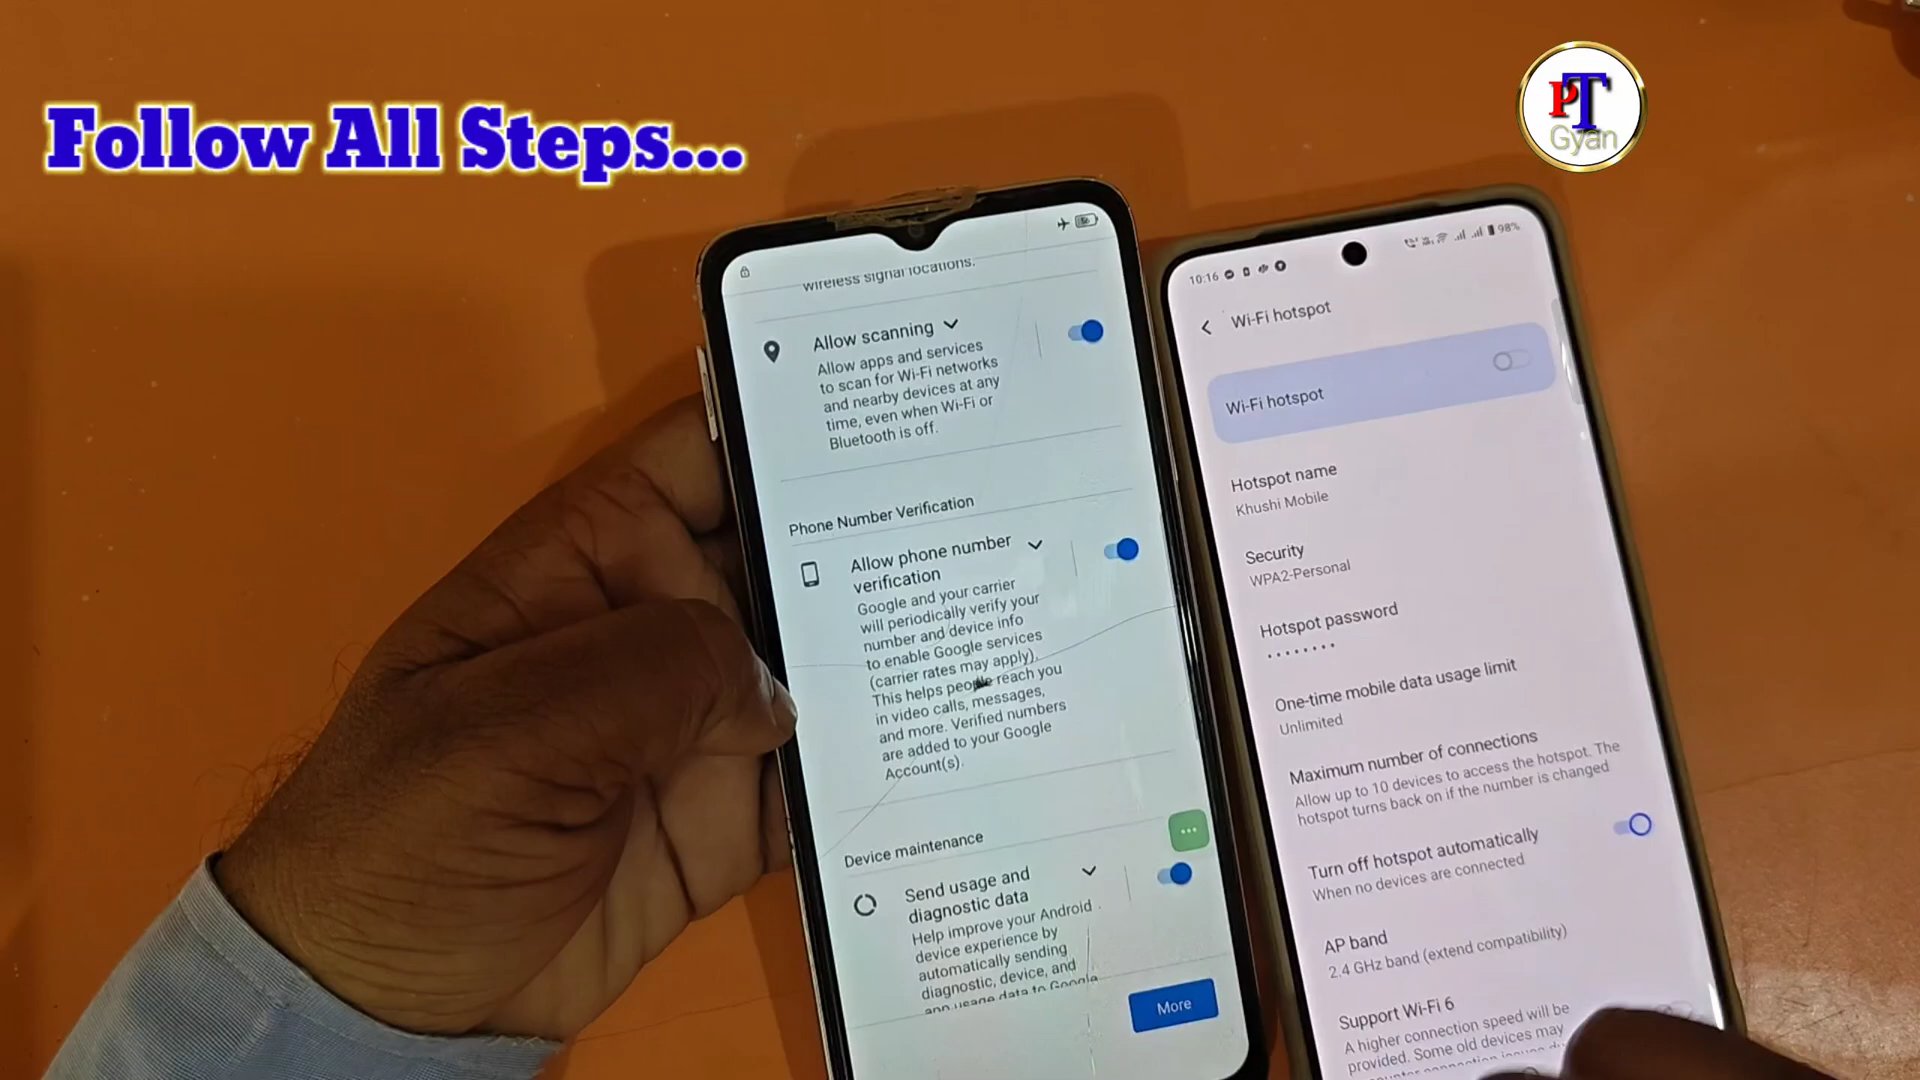 Follow All Steps...
PT
Gyan
wireless signal locations.
Allow scanning
Allow apps and services
to scan for Wi-Fi networks
and nearby devices at any
time, even when Wi-Fi or
Bluetooth is off.
Phone Number Verification
Allow phone number
verification
Google and your carrier
will periodically verify your
number and device info
to enable Google services
(carrier rates may apply).
This helps people reach you
in video calls, messages,
and more. Verified numbers
are added to your Google
Account(s).
Device maintenance
Send usage and
diagnostic data
Help improve your Android
device experience by
automatically sending
diagnostic, device, and
app usage data to Google
More
10:16
98%
Wi-Fi hotspot
Wi-Fi hotspot
Hotspot name
Khushi Mobile
Security
WPA2-Personal
Hotspot password
••••••••
One-time mobile data usage limit
Unlimited
Maximum number of connections
Allow up to 10 devices to access the hotspot. The
hotspot turns back on if the number is changed
Turn off hotspot automatically
When no devices are connected
AP band
2.4 GHz band (extend compatibility)
Support Wi-Fi 6
A higher connection speed will be
provided. Some old devices may